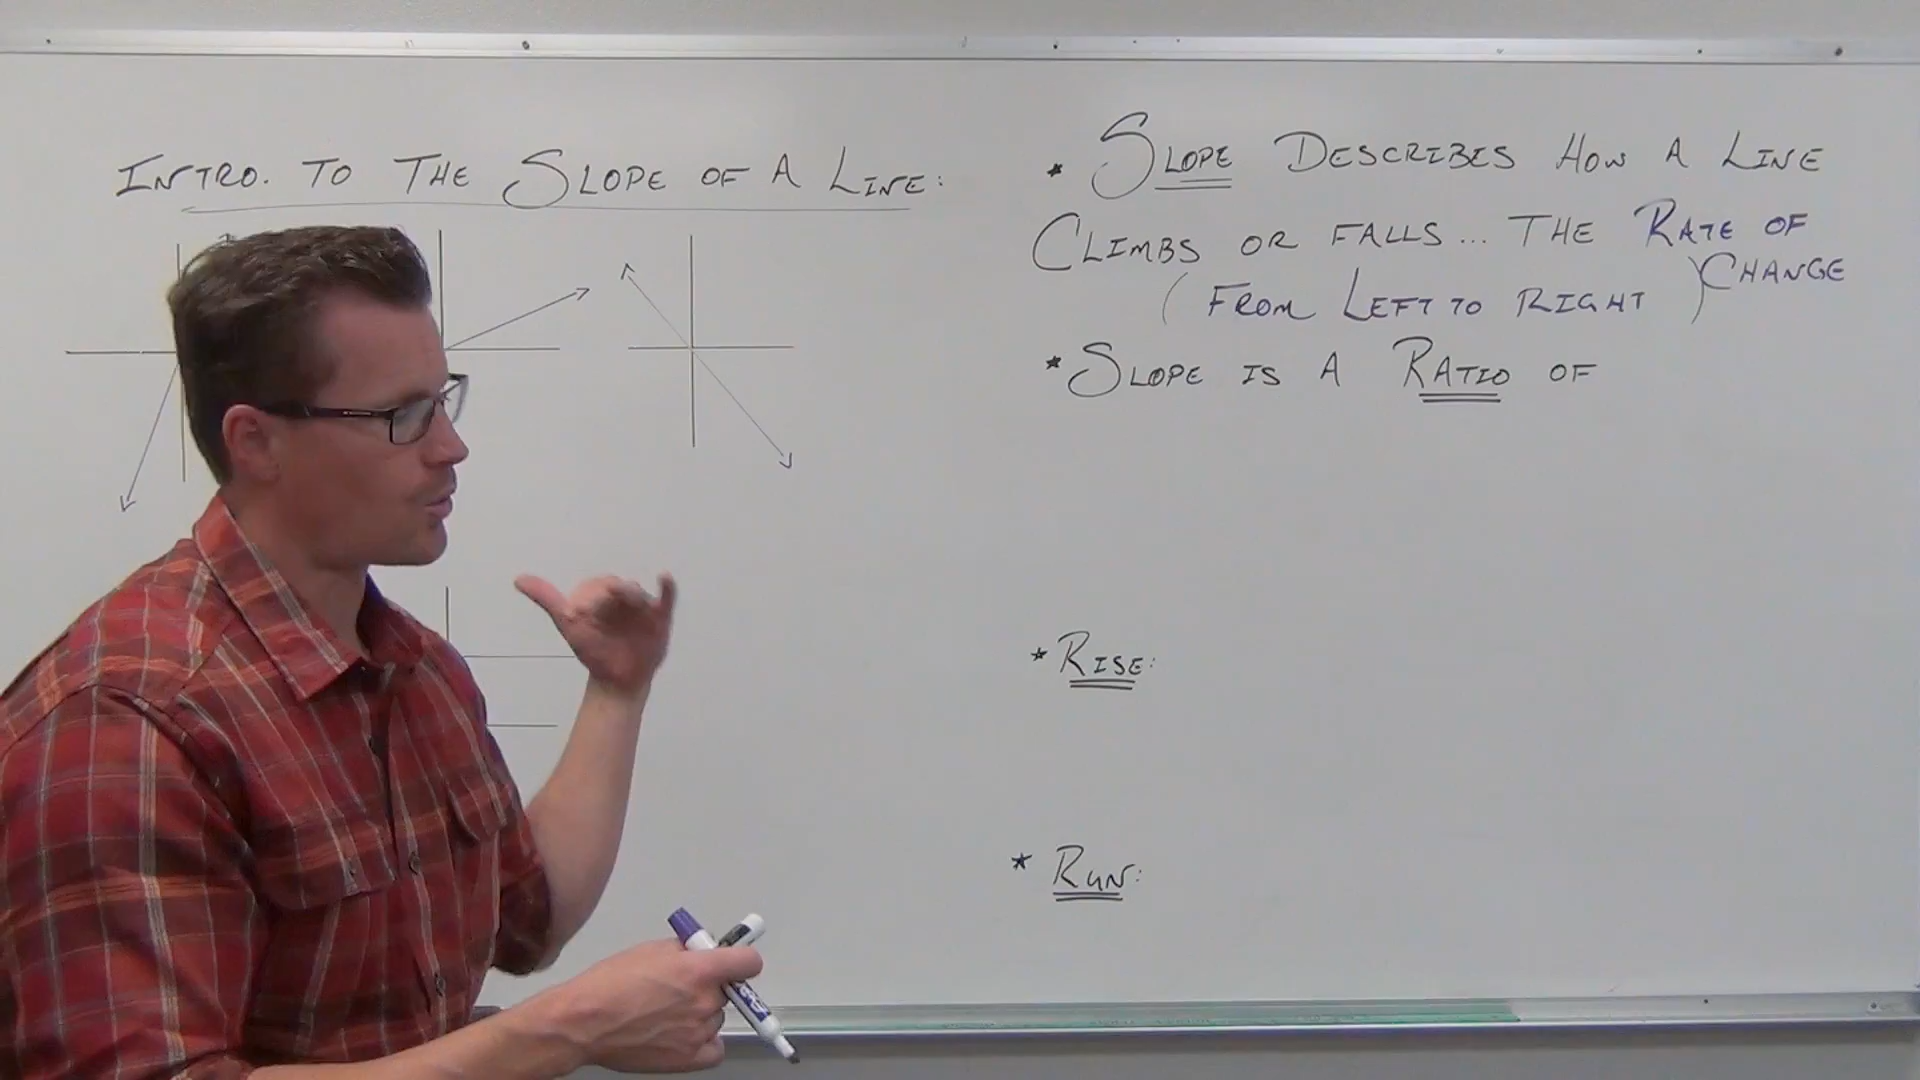 INTRO. TO THE SLOPE OF A LINE:
* SLOPE DESCRIBES HOW A LINE
CLIMBS OR FALLS... THE RATE OF
CHANGE
(FROM LEFT TO RIGHT)
* SLOPE IS A RATIO OF
* RISE:
* RUN: